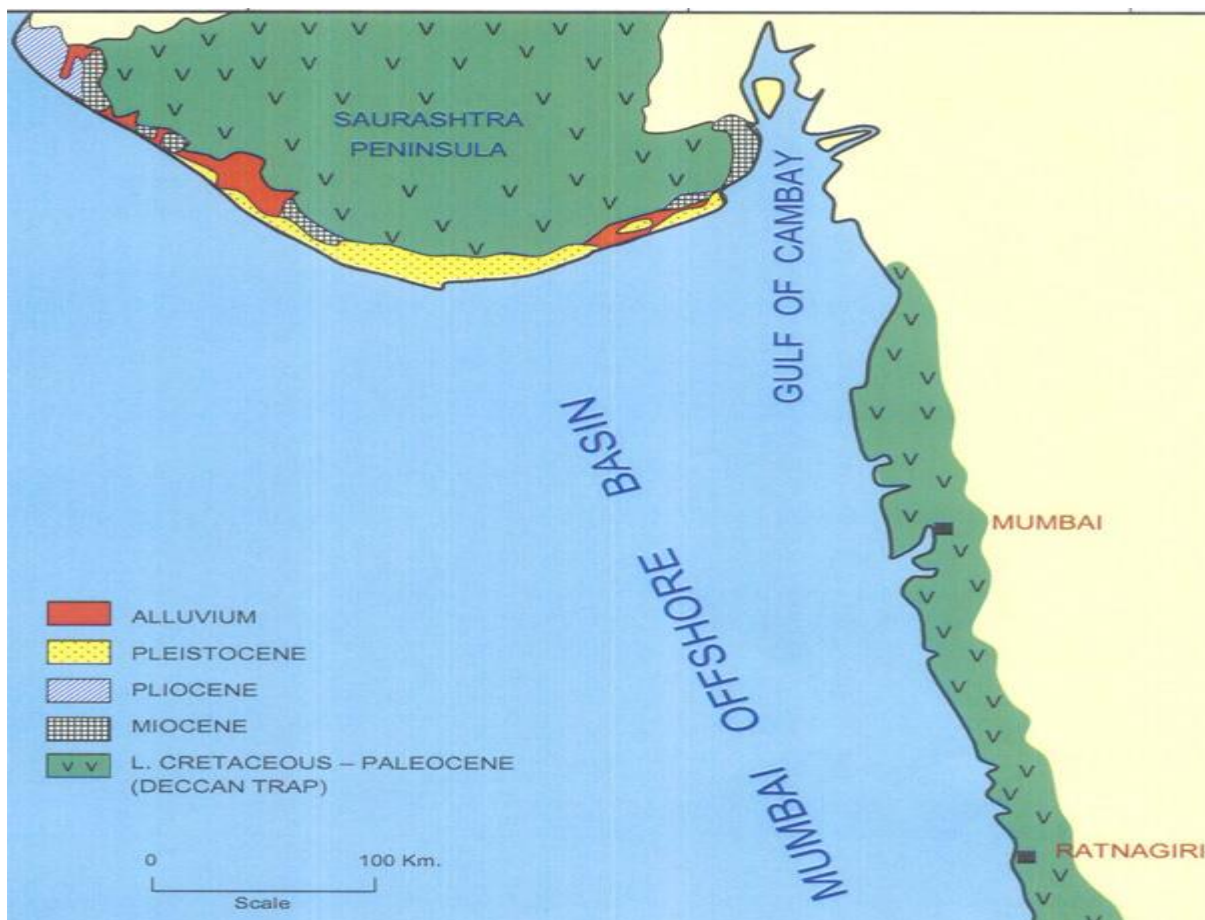 SAURASHTRA
PENINSULA
GULF OF CAMBAY
MUMBAI OFFSHORE BASIN
MUMBAI
RATNAGIRI
ALLUVIUM
PLEISTOCENE
PLIOCENE
MIOCENE
L. CRETACEOUS – PALEOCENE
(DECCAN TRAP)
0 100 Km.
Scale